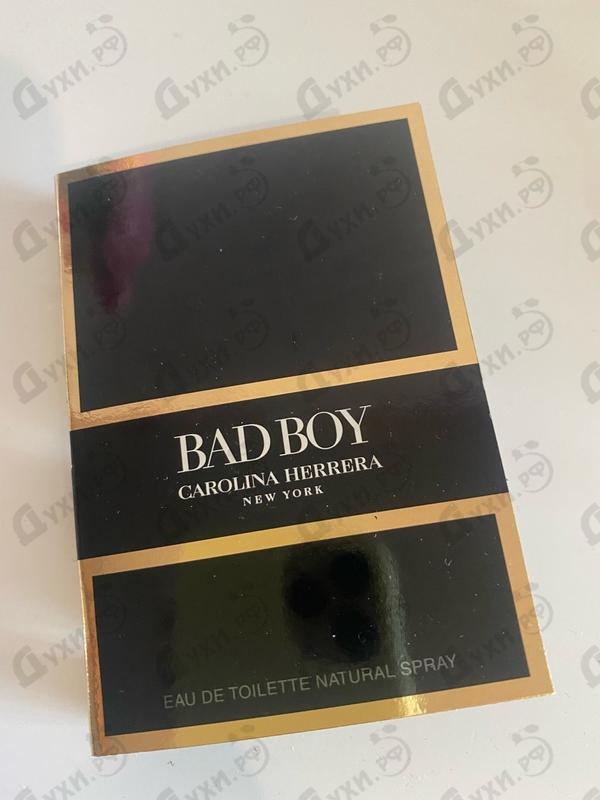 BAD BOY
CAROLINA HERRERA
NEW YORK
EAU DE TOILETTE NATURAL SPRAY
Духи.РФ